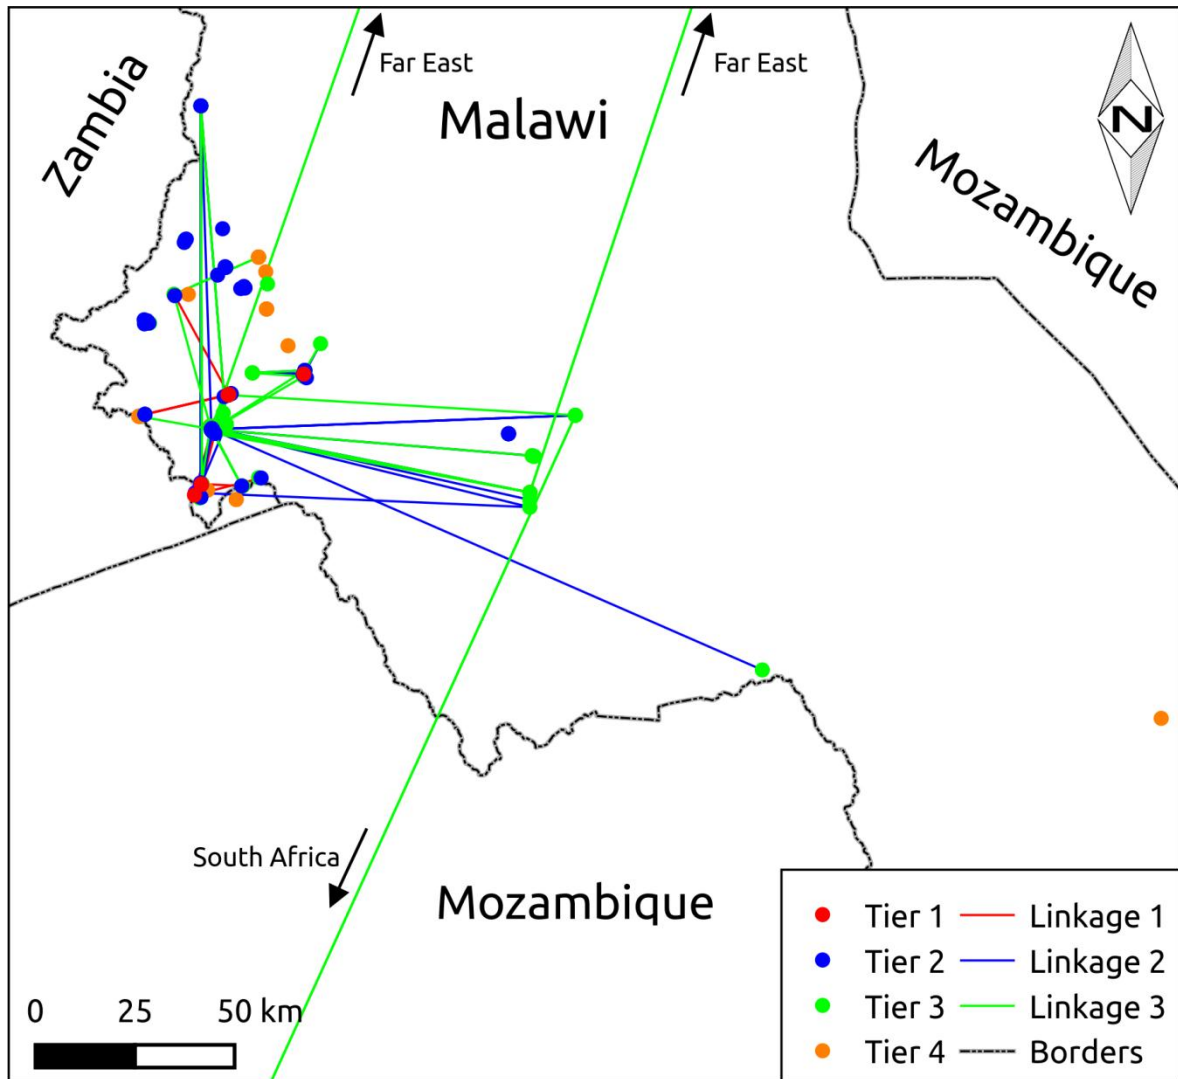 Far East
Far East
Zambia
Malawi
N
Mozambique
South Africa
Mozambique
0 25 50 km
Tier 1 Linkage 1
Tier 2 Linkage 2
Tier 3 Linkage 3
Tier 4 Borders